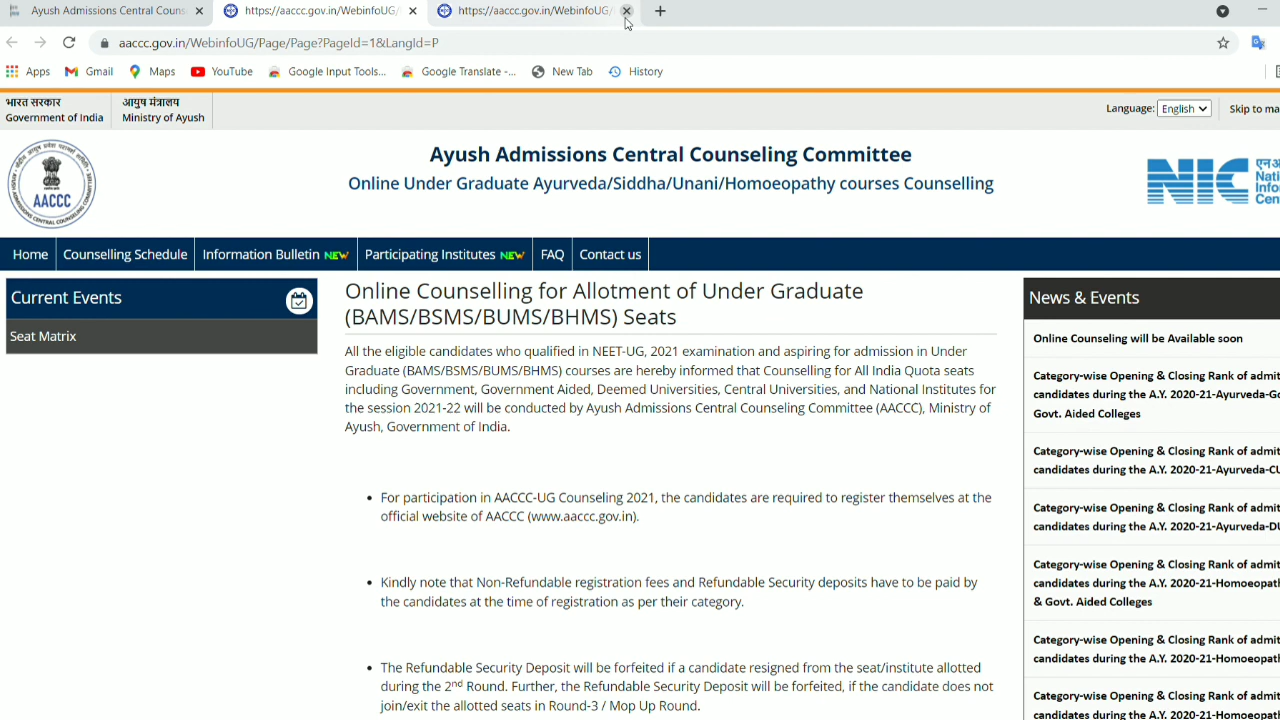 Ayush Admissions Central Couns
https://aaccc.gov.in/WebinfoUG/
https://aaccc.gov.in/WebinfoUG/
aaccc.gov.in/WebinfoUG/Page/Page?PageId=1&LangId=P
Apps
Gmail
Maps
YouTube
Google Input Tools...
Google Translate -...
New Tab
History
भारत सरकार
Government of India
आयुष मंत्रालय
Ministry of Ayush
Language:
English
Skip to ma
AACCC
AYUSH ADMISSIONS CENTRAL COUNSELING COMMITTEE
Ayush Admissions Central Counseling Committee
Online Under Graduate Ayurveda/Siddha/Unani/Homoeopathy courses Counselling
NIC
एनआ
Nati
Info
Cen
Home
Counselling Schedule
Information Bulletin NEW
Participating Institutes NEW
FAQ
Contact us
Current Events
Seat Matrix
Online Counselling for Allotment of Under Graduate
(BAMS/BSMS/BUMS/BHMS) Seats
All the eligible candidates who qualified in NEET-UG, 2021 examination and aspiring for admission in Under
Graduate (BAMS/BSMS/BUMS/BHMS) courses are hereby informed that Counselling for All India Quota seats
including Government, Government Aided, Deemed Universities, Central Universities, and National Institutes for
the session 2021-22 will be conducted by Ayush Admissions Central Counseling Committee (AACCC), Ministry of
Ayush, Government of India.
• For participation in AACCC-UG Counseling 2021, the candidates are required to register themselves at the
official website of AACCC (www.aaccc.gov.in).
• Kindly note that Non-Refundable registration fees and Refundable Security deposits have to be paid by
the candidates at the time of registration as per their category.
• The Refundable Security Deposit will be forfeited if a candidate resigned from the seat/institute allotted
during the 2nd Round. Further, the Refundable Security Deposit will be forfeited, if the candidate does not
join/exit the allotted seats in Round-3 / Mop Up Round.
News & Events
Online Counseling will be Available soon
Category-wise Opening & Closing Rank of admit
candidates during the A.Y. 2020-21-Ayurveda-Go
Govt. Aided Colleges
Category-wise Opening & Closing Rank of admit
candidates during the A.Y. 2020-21-Ayurveda-CU
Category-wise Opening & Closing Rank of admit
candidates during the A.Y. 2020-21-Ayurveda-DU
Category-wise Opening & Closing Rank of admit
candidates during the A.Y. 2020-21-Homoeopath
& Govt. Aided Colleges
Category-wise Opening & Closing Rank of admit
candidates during the A.Y. 2020-21-Homoeopath
Category-wise Opening & Closing Rank of admit
candidates during the A.Y. 2020-21-Homoeopath